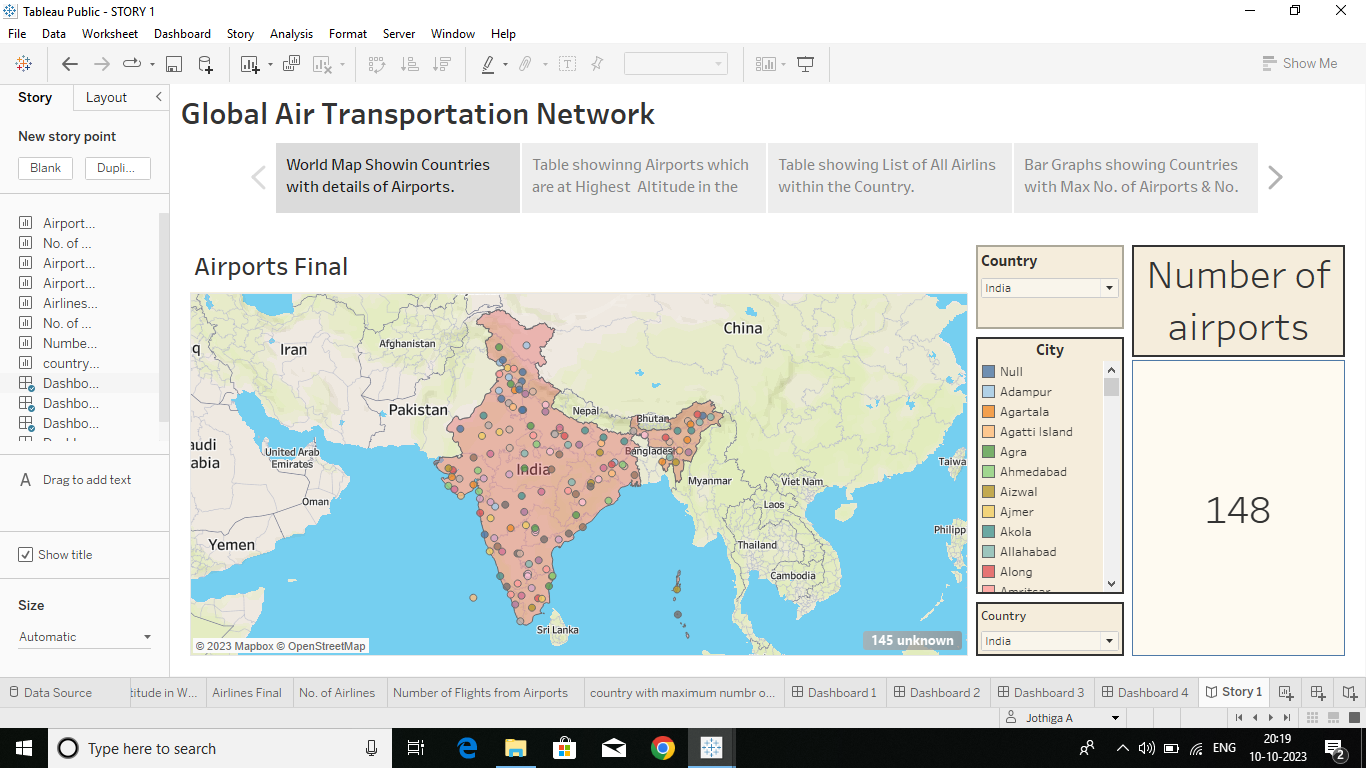 Tableau Public - STORY 1
File Data Worksheet Dashboard Story Analysis Format Server Window Help
Show Me
Story Layout
New story point
Blank Dupli...
Airport...
No. of ...
Airport...
Airport...
Airlines...
No. of ...
Numbe...
country...
Dashbo...
Dashbo...
Dashbo...
A Drag to add text
Show title
Size
Automatic
Global Air Transportation Network
World Map Showin Countries
with details of Airports.
Table showinng Airports which
are at Highest Altitude in the
Table showing List of All Airlins
within the Country.
Bar Graphs showing Countries
with Max No. of Airports & No.
Airports Final
China
Iran
Afghanistan
q
Pakistan
Nepal
Bhutan
audi
abia
United Arab
Emirates
Bangladesh
India
Taiwa
Oman
Myanmar
Viet Nam
Laos
Yemen
Thailand
Philipp
Cambodia
Sri Lanka
© 2023 Mapbox © OpenStreetMap
145 unknown
Country
India
City
Null
Adampur
Agartala
Agatti Island
Agra
Ahmedabad
Aizwal
Ajmer
Akola
Allahabad
Along
Amritsar
Country
India
Number of
airports
148
Data Source
titude in W...
Airlines Final
No. of Airlines
Number of Flights from Airports
country with maximum numbr o...
Dashboard 1
Dashboard 2
Dashboard 3
Dashboard 4
Story 1
Jothiga A
Type here to search
ENG
20:19
10-10-2023
2